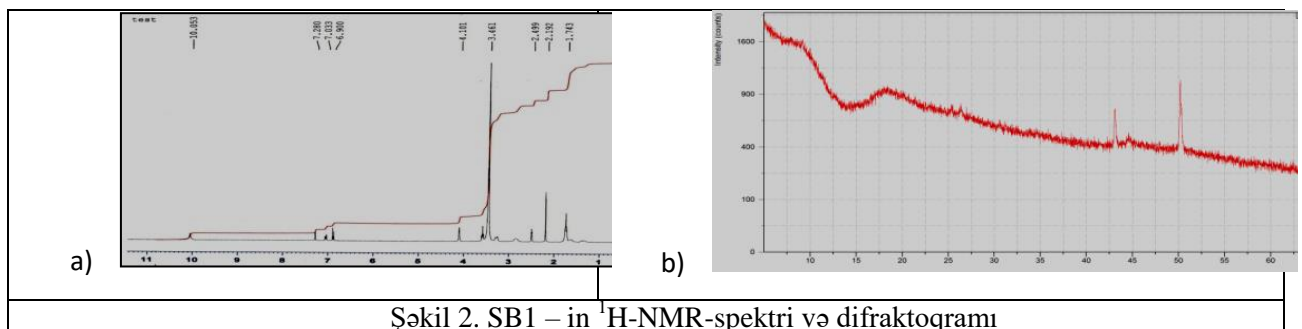 test
10.053
7.280
7.033
6.900
4.101
3.461
2.499
2.192
1.743
11 10 9 8 7 6 5 4 3 2 1
a)
Intensity (counts)
1600
900
400
100
0
10 15 20 25 30 35 40 45 50 55 60
b)
Şəkil 2. SB1 – in ¹H-NMR-spektri və difraktoqramı